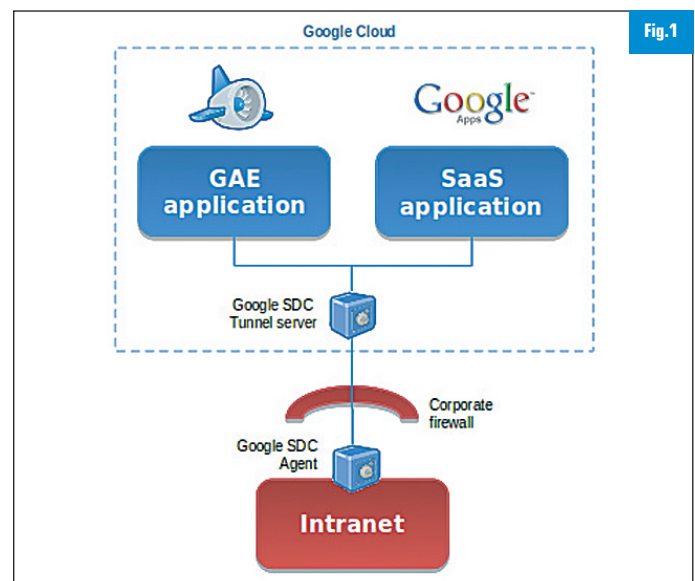 Fig.1
Google Cloud
Google™
Apps
GAE
application
SaaS
application
Google SDC
Tunnel server
Corporate
firewall
Google SDC
Agent
Intranet